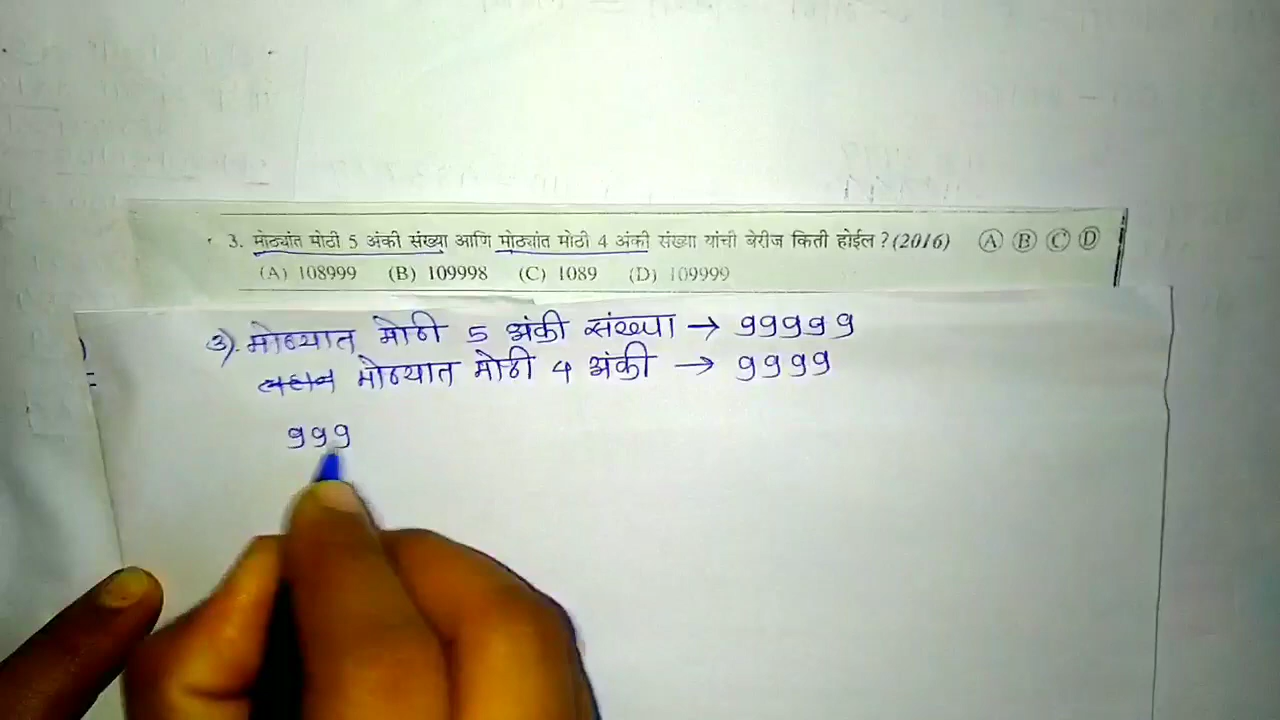 3. मोठ्यांत मोठी 5 अंकी संख्या आणि मोठ्यांत मोठी 4 अंकी संख्या यांची बेरीज किती होईल ? (2016) Ⓐ Ⓑ Ⓒ Ⓓ
(A) 108999 (B) 109998 (C) 1089 (D) 109999
3). मोठ्यात मोठी 5 अंकी संख्या → 99999
मोठ्यात मोठी 4 अंकी → 9999
999